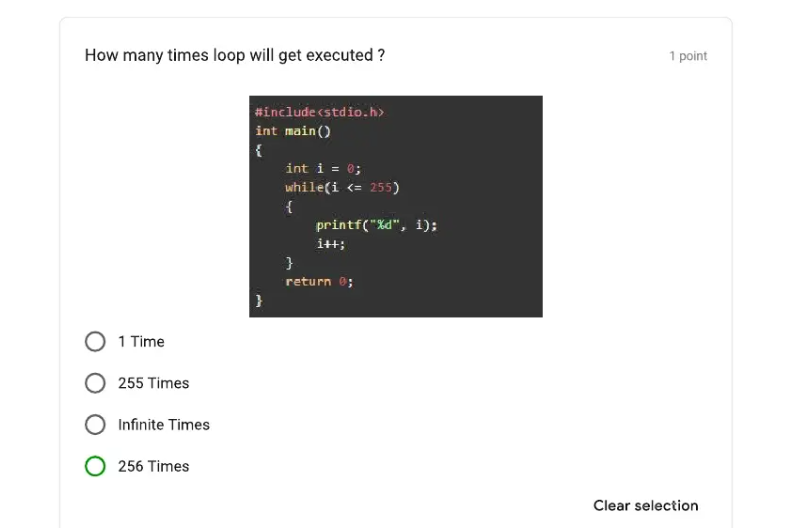 How many times loop will get executed ?
1 point
#include<stdio.h>
int main()
{
int i = 0;
while(i <= 255)
{
printf("%d", i);
i++;
}
return 0;
}
1 Time
255 Times
Infinite Times
256 Times
Clear selection